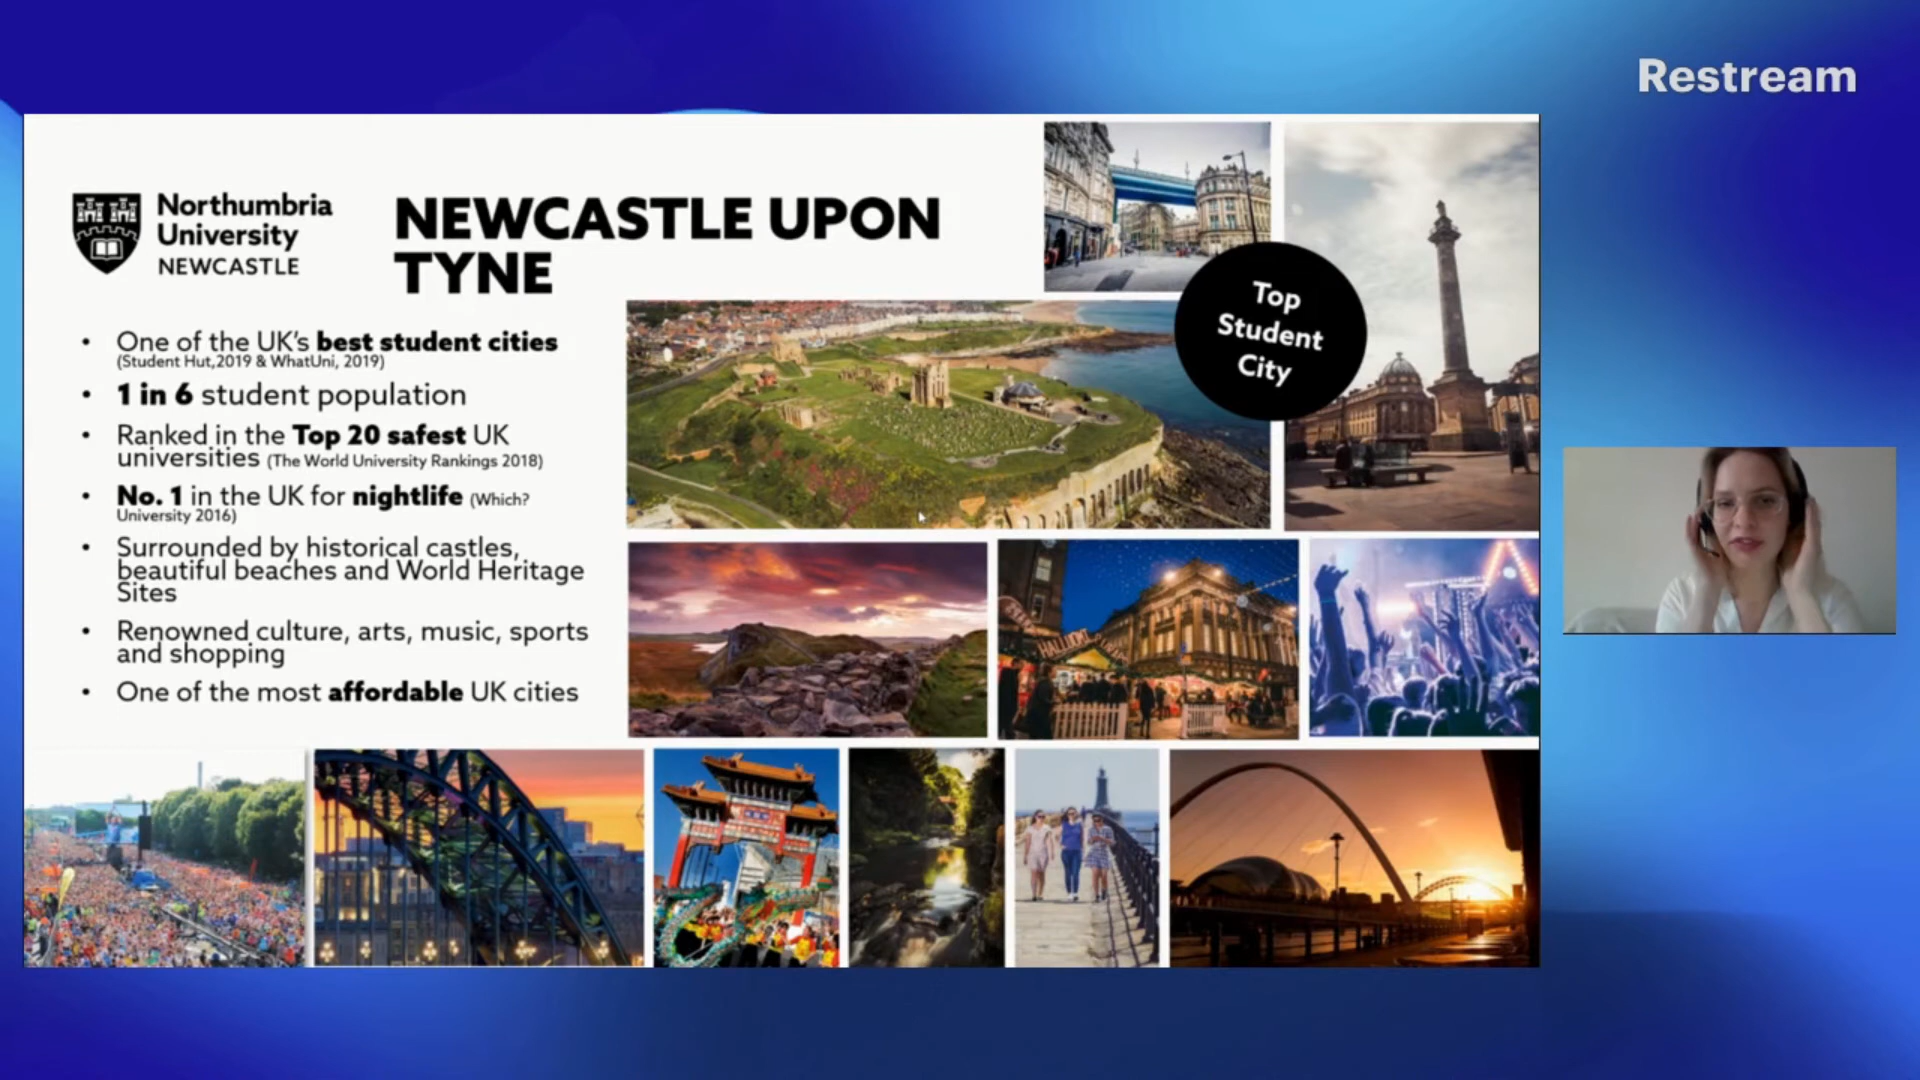 Restream
Northumbria
University
NEWCASTLE
NEWCASTLE UPON
TYNE
Top
Student
City
• One of the UK's best student cities
(Student Hut,2019 & WhatUni, 2019)
• 1 in 6 student population
• Ranked in the Top 20 safest UK
universities (The World University Rankings 2018)
• No. 1 in the UK for nightlife (Which?
University 2016)
• Surrounded by historical castles,
beautiful beaches and World Heritage
Sites
• Renowned culture, arts, music, sports
and shopping
• One of the most affordable UK cities